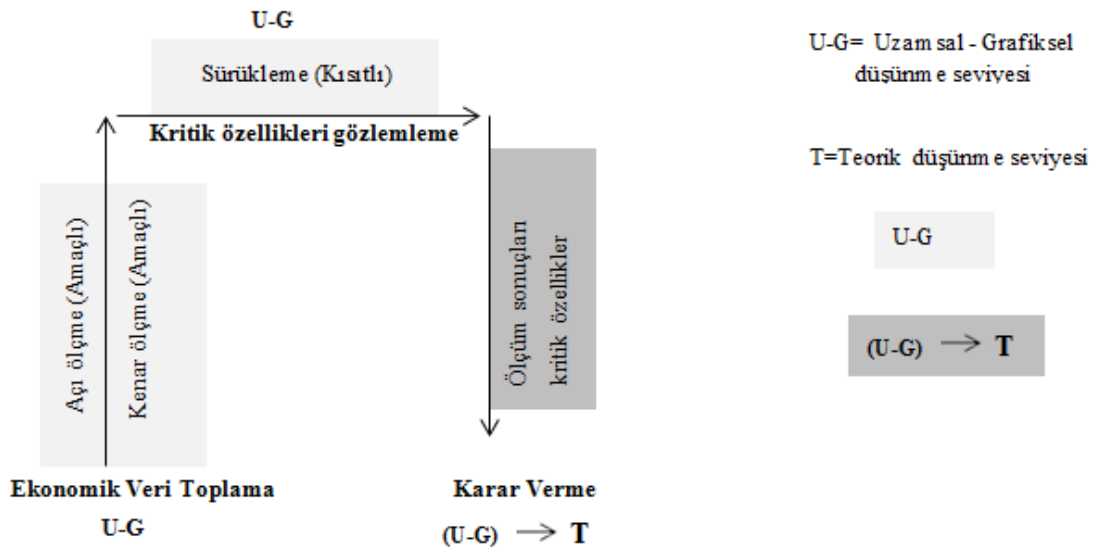 U-G
Sürükleme (Kısıtlı)
Kritik özellikleri gözlemleme
Açı ölçme (Amaçlı)
Kenar ölçme (Amaçlı)
Ölçüm sonuçları
kritik özellikler
Ekonomik Veri Toplama
U-G
Karar Verme
(U-G) → T
U-G= Uzamsal - Grafiksel
düşünme seviyesi
T=Teorik düşünme seviyesi
U-G
(U-G) → T